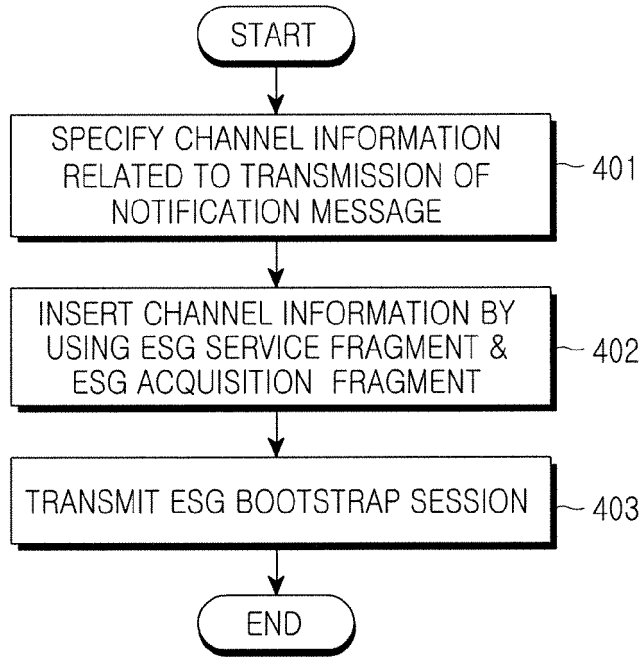 START
SPECIFY CHANNEL INFORMATION
RELATED TO TRANSMISSION OF
NOTIFICATION MESSAGE
401
INSERT CHANNEL INFORMATION BY
USING ESG SERVICE FRAGMENT &
ESG ACQUISITION FRAGMENT
402
TRANSMIT ESG BOOTSTRAP SESSION
403
END